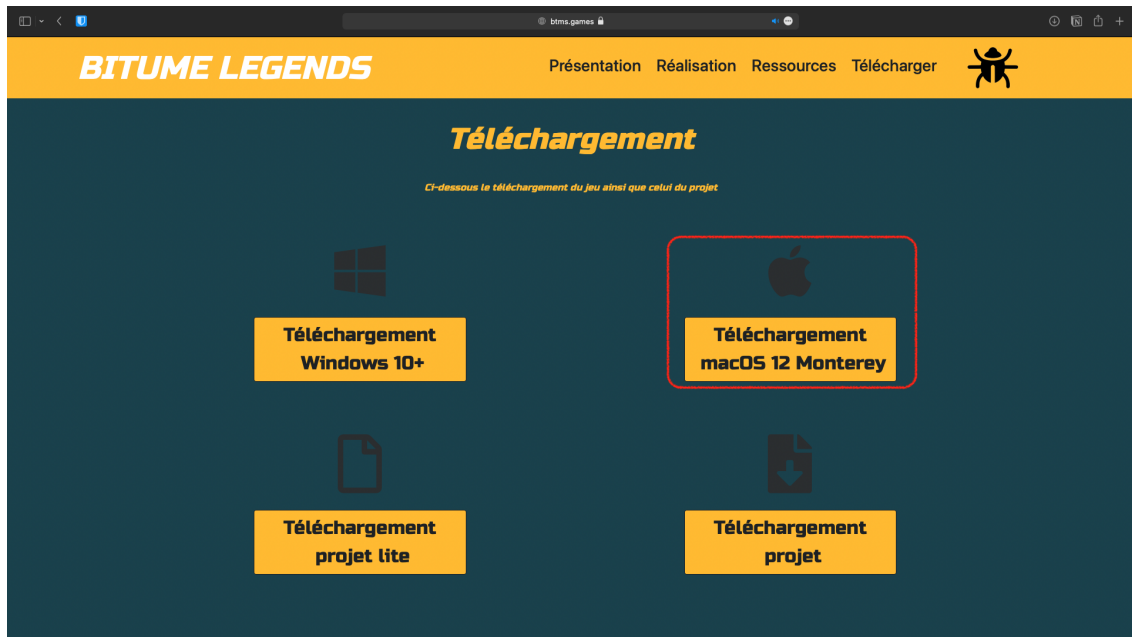 btms.games
BITUME LEGENDS
Présentation Réalisation Ressources Télécharger
Téléchargement
Ci-dessous le téléchargement du jeu ainsi que celui du projet
Téléchargement
Windows 10+
Téléchargement
macOS 12 Monterey
Téléchargement
projet lite
Téléchargement
projet